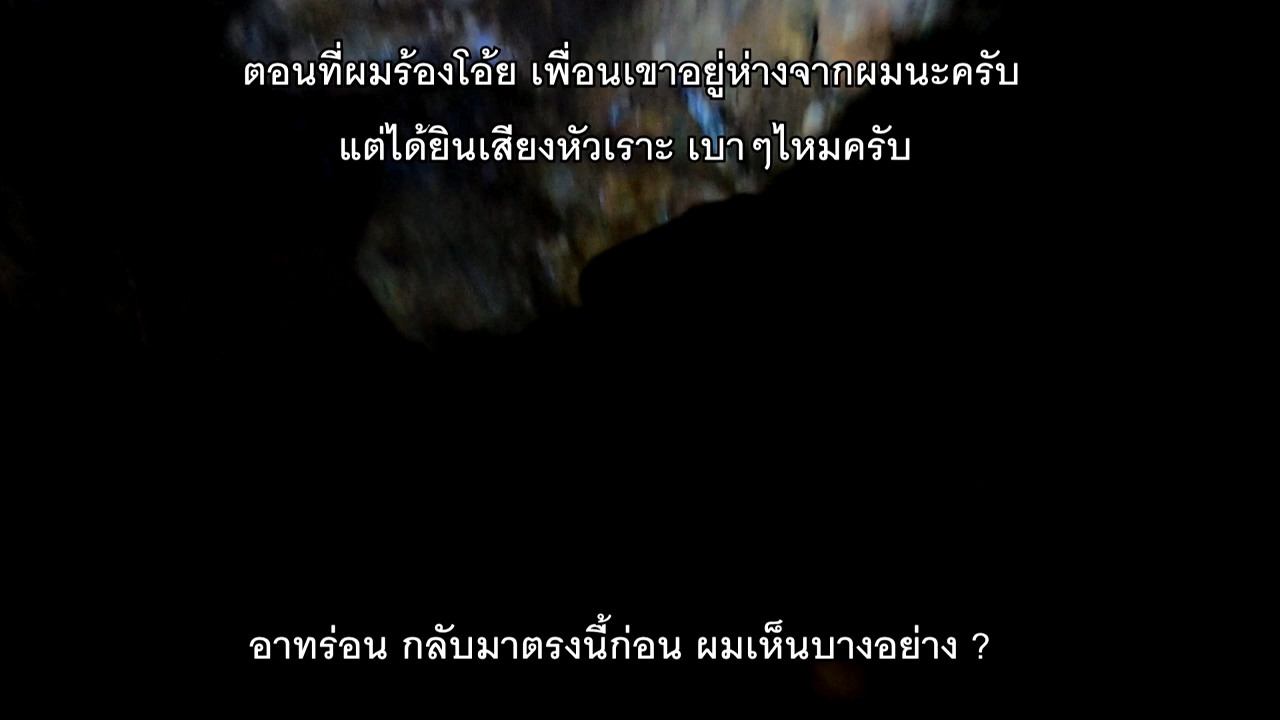 ตอนที่ผมร้องโอ้ย เพื่อนเขาอยู่ห่างจากผมนะครับ
แต่ได้ยินเสียงหัวเราะ เบาๆไหมครับ
อาทร่อน กลับมาตรงนี้ก่อน ผมเห็นบางอย่าง ?